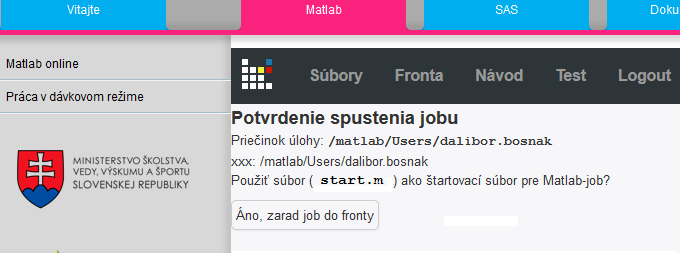 Vitajte
Matlab
SAS
Doku
Matlab online
Práca v dávkovom režime
MINISTERSTVO ŠKOLSTVA,
VEDY, VÝSKUMU A ŠPORTU
SLOVENSKEJ REPUBLIKY
Súbory
Fronta
Návod
Test
Logout
Potvrdenie spustenia jobu
Priečinok úlohy: /matlab/Users/dalibor.bosnak
xxx: /matlab/Users/dalibor.bosnak
Použiť súbor ( start.m ) ako štartovací súbor pre Matlab-job?
Áno, zarad job do fronty